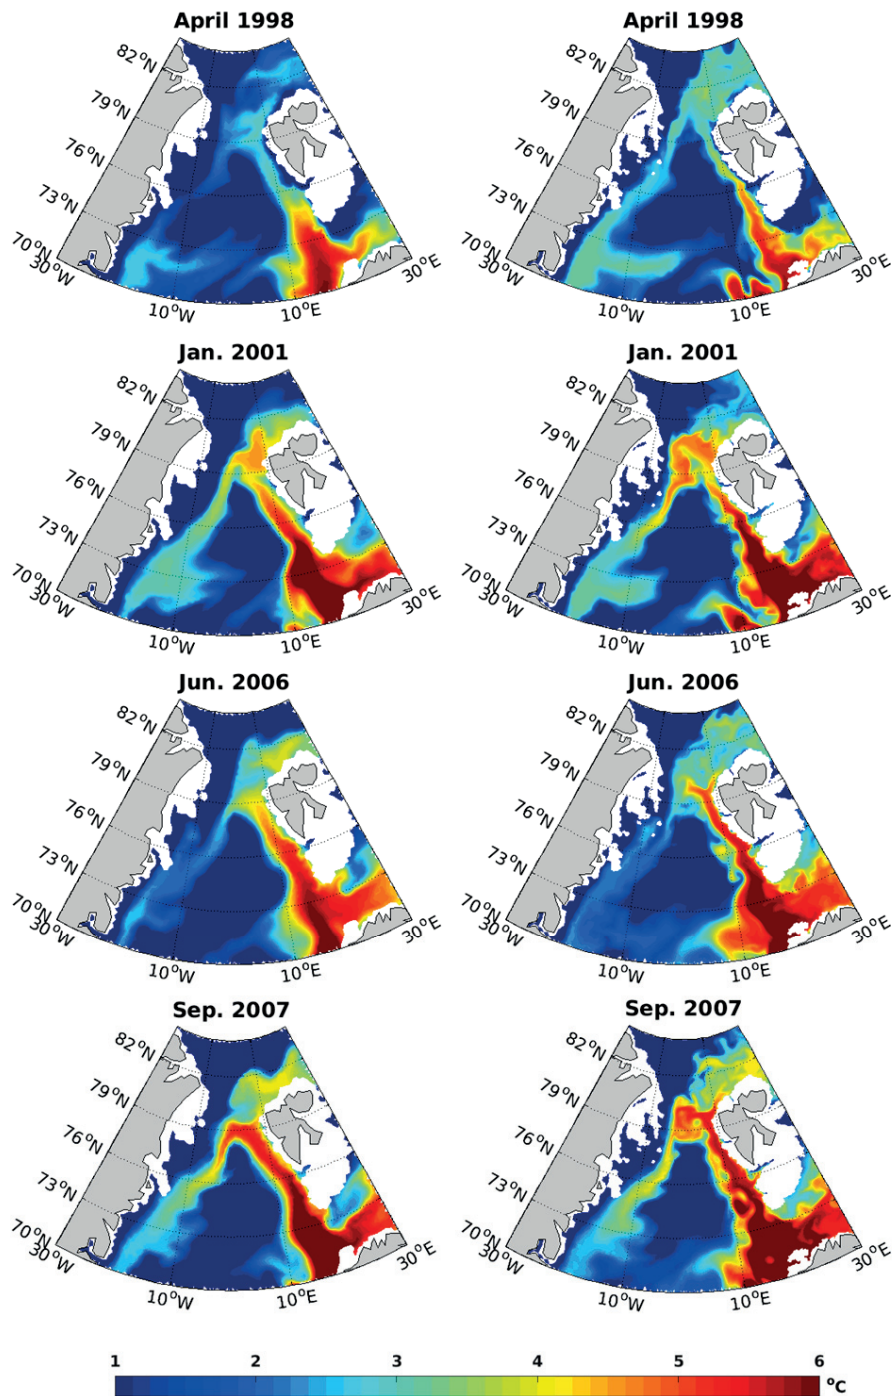 April 1998 April 1998
82°N 82°N
79°N 79°N
76°N 76°N
73°N 73°N
70°N 70°N
30°W 30°E 30°W 30°E
10°W 10°E 10°W 10°E
Jan. 2001 Jan. 2001
82°N 82°N
79°N 79°N
76°N 76°N
73°N 73°N
70°N 70°N
30°W 30°E 30°W 30°E
10°W 10°E 10°W 10°E
Jun. 2006 Jun. 2006
82°N 82°N
79°N 79°N
76°N 76°N
73°N 73°N
70°N 70°N
30°W 30°E 30°W 30°E
10°W 10°E 10°W 10°E
Sep. 2007 Sep. 2007
82°N 82°N
79°N 79°N
76°N 76°N
73°N 73°N
70°N 70°N
30°W 30°E 30°W 30°E
10°W 10°E 10°W 10°E
1 2 3 4 5 6
°C